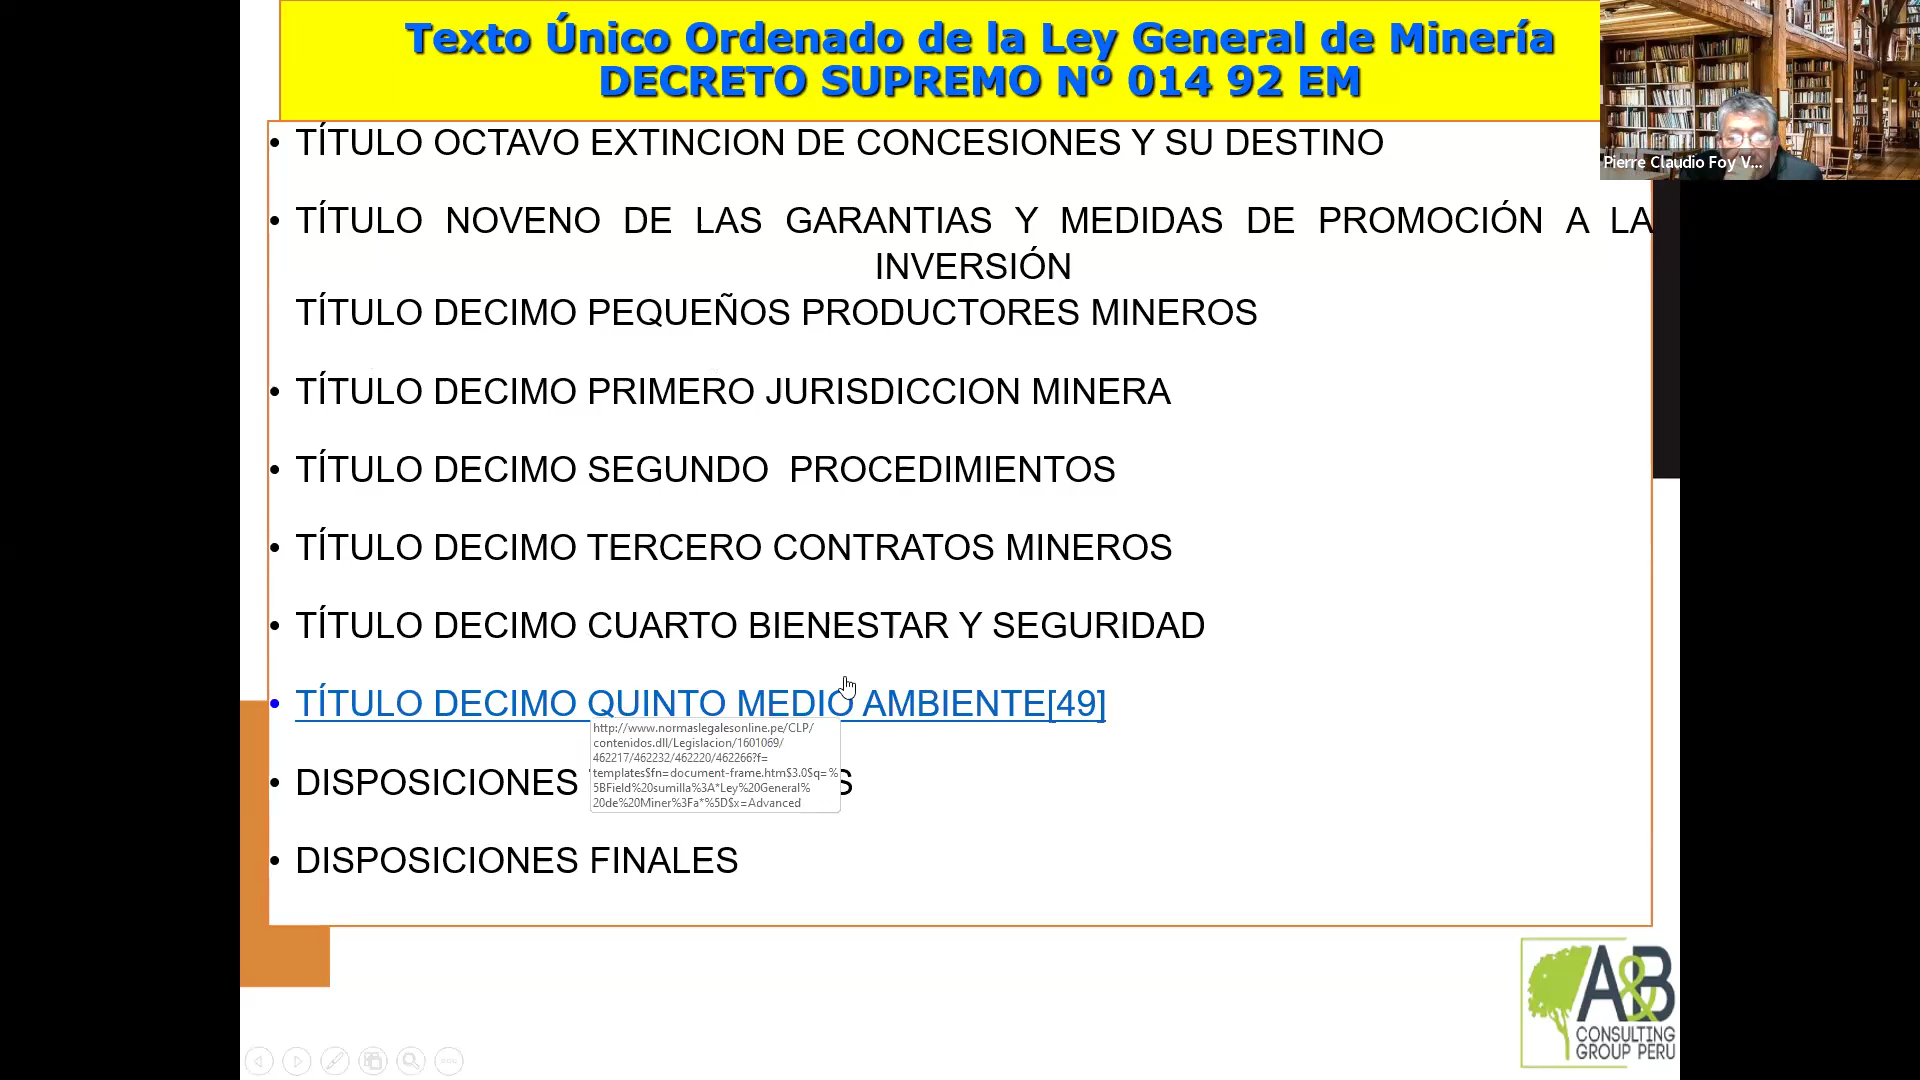 Texto Único Ordenado de la Ley General de Minería
DECRETO SUPREMO Nº 014 92 EM
Pierre Claudio Foy V...
• TÍTULO OCTAVO EXTINCION DE CONCESIONES Y SU DESTINO
• TÍTULO NOVENO DE LAS GARANTIAS Y MEDIDAS DE PROMOCIÓN A LA
INVERSIÓN
TÍTULO DECIMO PEQUEÑOS PRODUCTORES MINEROS
• TÍTULO DECIMO PRIMERO JURISDICCION MINERA
• TÍTULO DECIMO SEGUNDO PROCEDIMIENTOS
• TÍTULO DECIMO TERCERO CONTRATOS MINEROS
• TÍTULO DECIMO CUARTO BIENESTAR Y SEGURIDAD
• TÍTULO DECIMO QUINTO MEDIO AMBIENTE[49]
http://www.normaslegalesonline.pe/CLP/
contenidos.dll/Legislacion/1601069/
462217/462232/462220/462266?f=
templates$fn=document-frame.htm$3.0$q=%
5BField%20sumilla%3A*Ley%20General%
20de%20Miner%3Fa*%5D$x=Advanced
• DISPOSICIONES
• DISPOSICIONES FINALES
A&B
CONSULTING
GROUP PERU